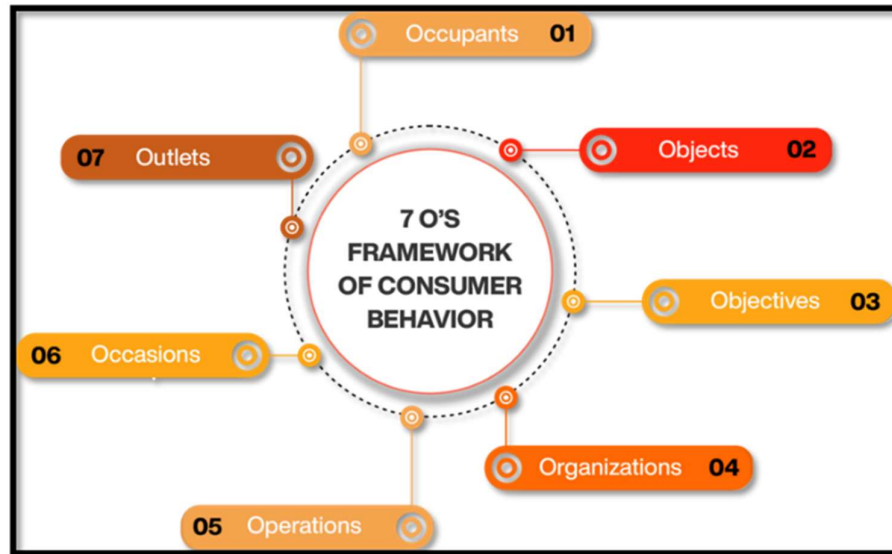 Occupants 01
Objects 02
Objectives 03
Organizations 04
05 Operations
06 Occasions
07 Outlets
7 O'S
FRAMEWORK
OF CONSUMER
BEHAVIOR